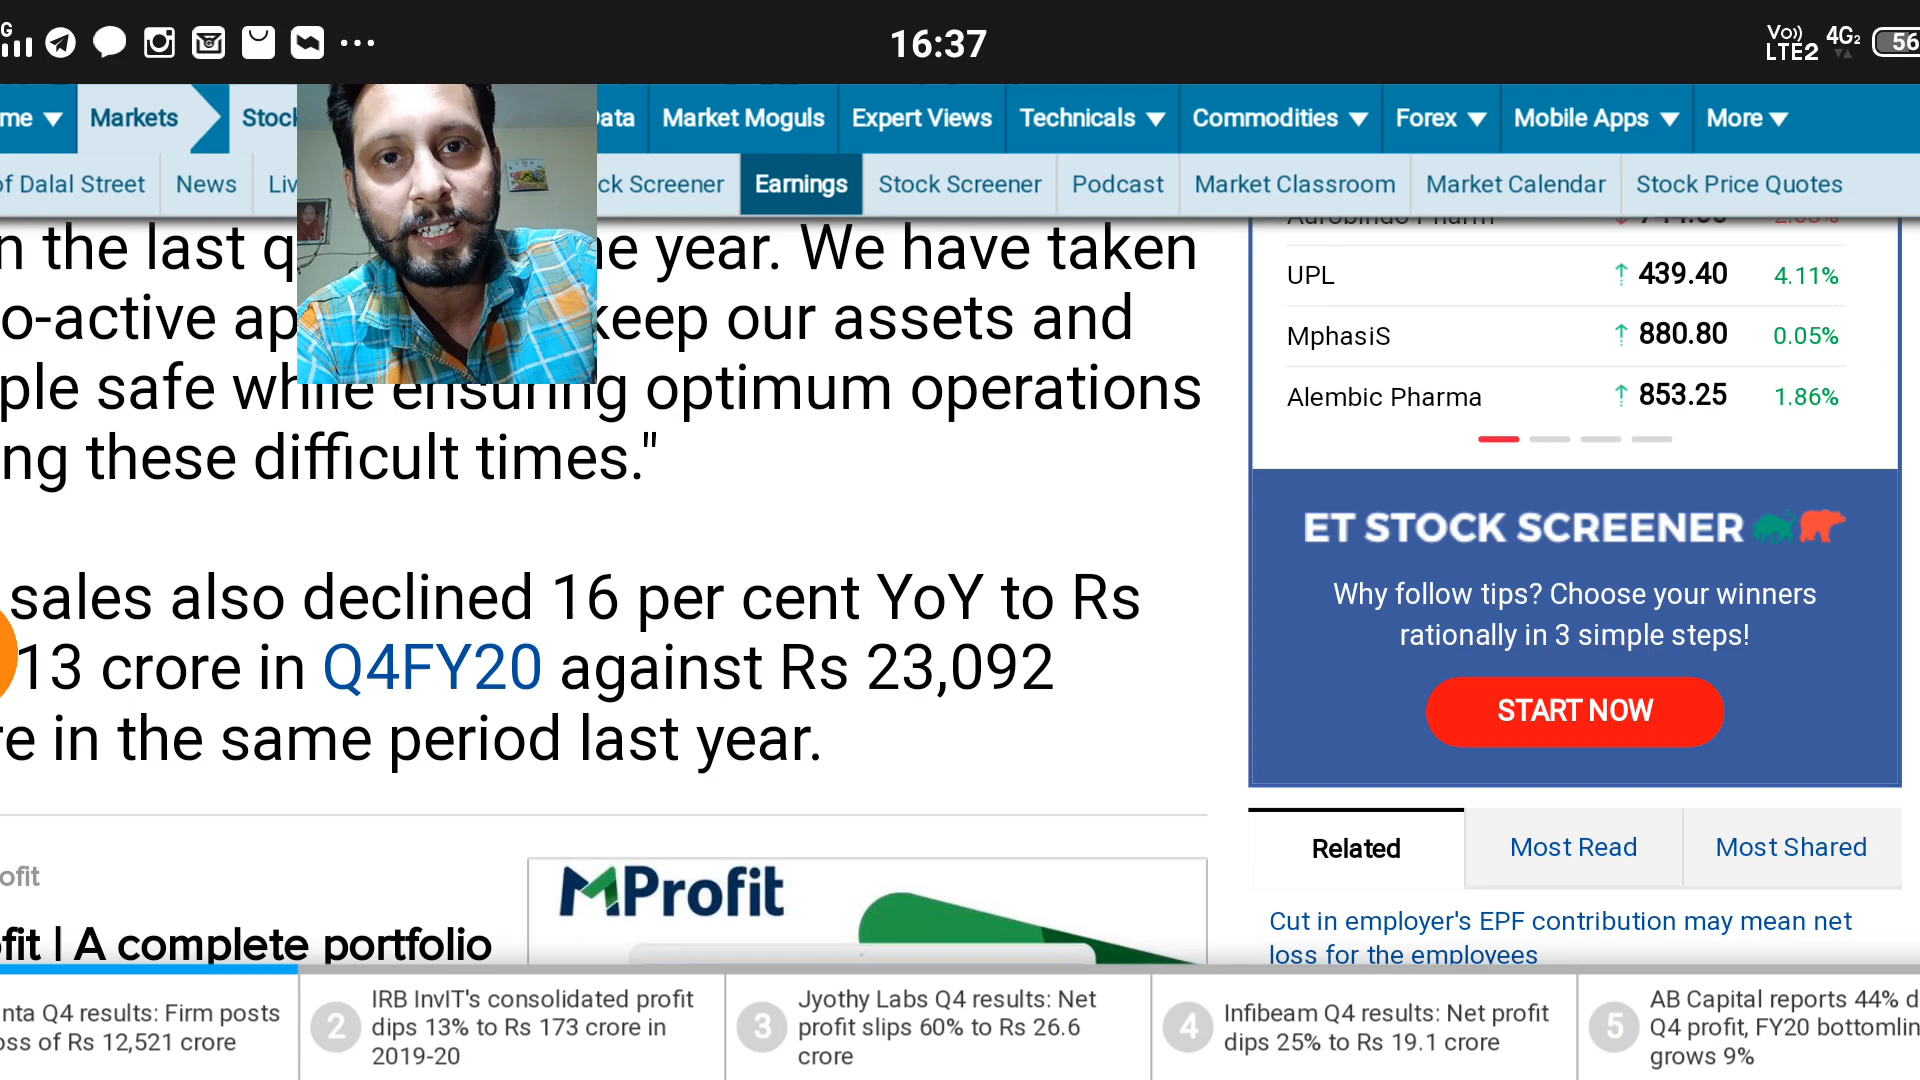 G
16:37
Vo))
LTE2
4G2
56
me
Markets
Stock
Data
Market Moguls
Expert Views
Technicals
Commodities
Forex
Mobile Apps
More
of Dalal Street
News
Liv
ck Screener
Earnings
Stock Screener
Podcast
Market Classroom
Market Calendar
Stock Price Quotes
n the last q
e year. We have taken
o-active ap
keep our assets and
ple safe while ensuring optimum operations
ng these difficult times."
sales also declined 16 per cent YoY to Rs
13 crore in Q4FY20 against Rs 23,092
re in the same period last year.
Aurobindo Pharm
UPL 439.40 4.11%
MphasiS 880.80 0.05%
Alembic Pharma 853.25 1.86%
ET STOCK SCREENER
Why follow tips? Choose your winners
rationally in 3 simple steps!
START NOW
Related
Most Read
Most Shared
Cut in employer's EPF contribution may mean net
loss for the employees
ofit
MProfit
ofit | A complete portfolio
nta Q4 results: Firm posts
oss of Rs 12,521 crore
2
IRB InvIT's consolidated profit
dips 13% to Rs 173 crore in
2019-20
3
Jyothy Labs Q4 results: Net
profit slips 60% to Rs 26.6
crore
4
Infibeam Q4 results: Net profit
dips 25% to Rs 19.1 crore
5
AB Capital reports 44% d
Q4 profit, FY20 bottomlin
grows 9%